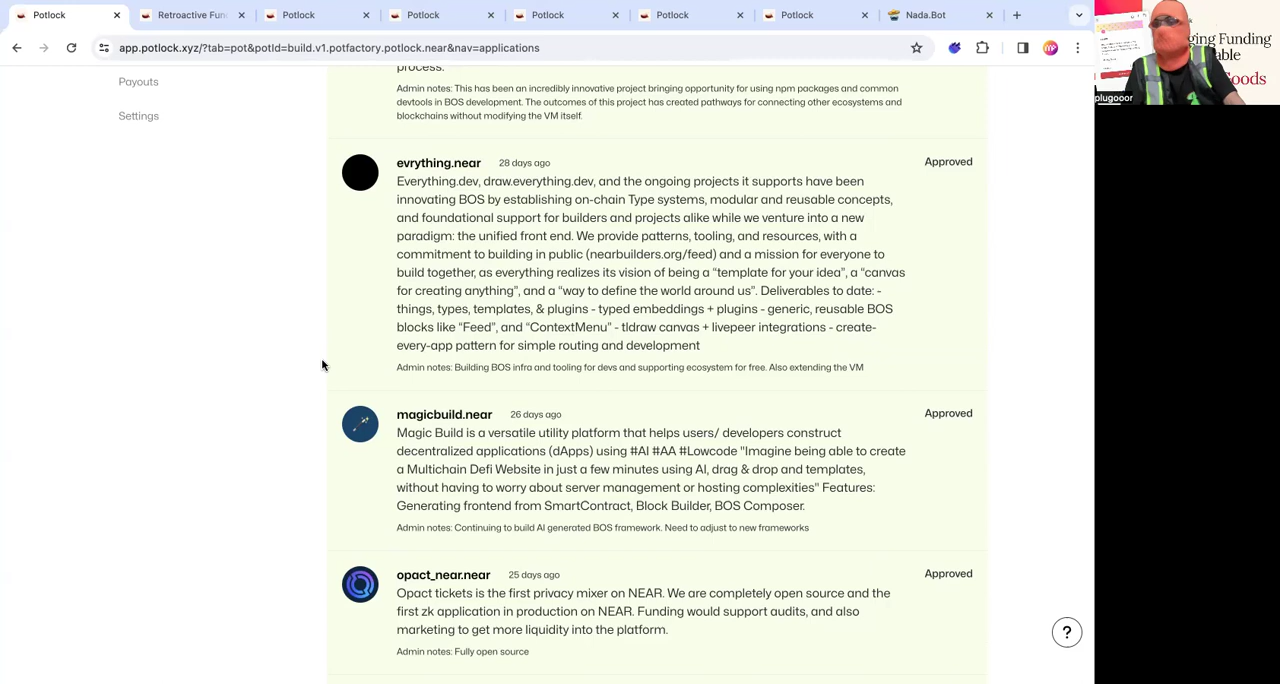 Potlock
Retroactive Fun
Potlock
Potlock
Potlock
Potlock
Potlock
Nada.Bot
app.potlock.xyz/?tab=pot&potId=build.v1.potfactory.potlock.near&nav=applications
ging Funding
able
Goods
plugooor
Payouts
Settings
process.
Admin notes: This has been an incredibly innovative project bringing opportunity for using npm packages and common
devtools in BOS development. The outcomes of this project has created pathways for connecting other ecosystems and
blockchains without modifying the VM itself.
evrything.near 28 days ago Approved
Everything.dev, draw.everything.dev, and the ongoing projects it supports have been
innovating BOS by establishing on-chain Type systems, modular and reusable concepts,
and foundational support for builders and projects alike while we venture into a new
paradigm: the unified front end. We provide patterns, tooling, and resources, with a
commitment to building in public (nearbuilders.org/feed) and a mission for everyone to
build together, as everything realizes its vision of being a “template for your idea”, a “canvas
for creating anything”, and a “way to define the world around us”. Deliverables to date: -
things, types, templates, & plugins - typed embeddings + plugins - generic, reusable BOS
blocks like “Feed”, and “ContextMenu” - tldraw canvas + livepeer integrations - create-
every-app pattern for simple routing and development
Admin notes: Building BOS infra and tooling for devs and supporting ecosystem for free. Also extending the VM
magicbuild.near 26 days ago Approved
Magic Build is a versatile utility platform that helps users/ developers construct
decentralized applications (dApps) using #AI #AA #Lowcode "Imagine being able to create
a Multichain Defi Website in just a few minutes using AI, drag & drop and templates,
without having to worry about server management or hosting complexities" Features:
Generating frontend from SmartContract, Block Builder, BOS Composer.
Admin notes: Continuing to build AI generated BOS framework. Need to adjust to new frameworks
opact_near.near 25 days ago Approved
Opact tickets is the first privacy mixer on NEAR. We are completely open source and the
first zk application in production on NEAR. Funding would support audits, and also
marketing to get more liquidity into the platform.
Admin notes: Fully open source
?